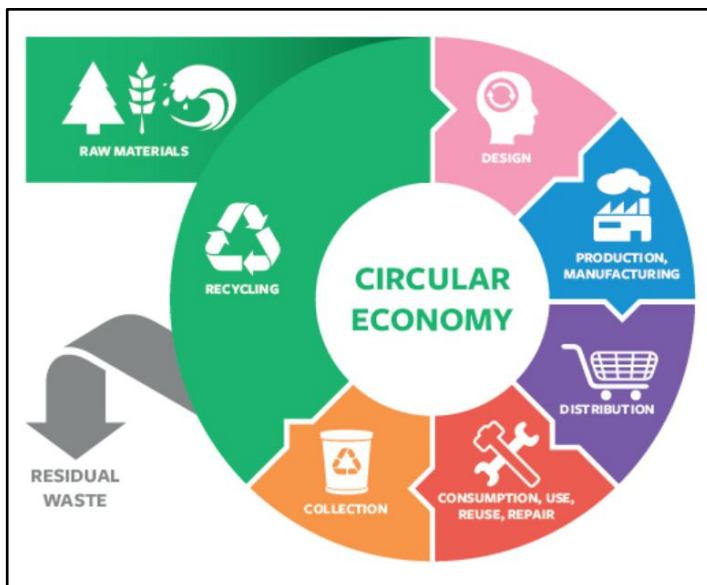 RAW MATERIALS
DESIGN
PRODUCTION,
MANUFACTURING
RECYCLING
CIRCULAR
ECONOMY
DISTRIBUTION
RESIDUAL
WASTE
COLLECTION
CONSUMPTION, USE,
REUSE, REPAIR